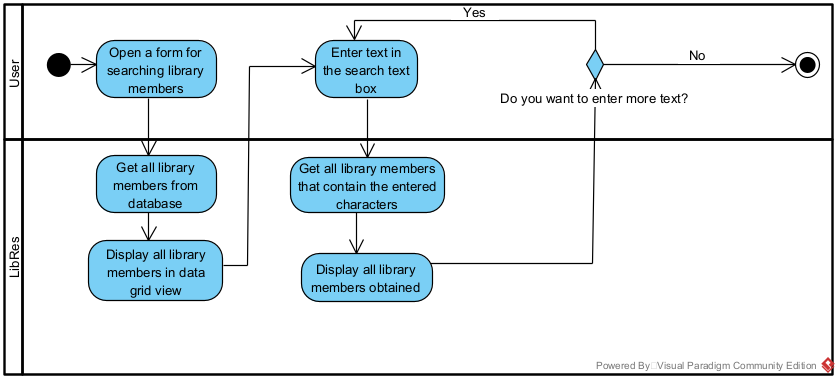 User
Open a form for
searching library
members
Enter text in
the search text
box
Yes
No
Do you want to enter more text?
LibRes
Get all library
members from
database
Display all library
members in data
grid view
Get all library members
that contain the entered
characters
Display all library
members obtained
Powered By Visual Paradigm Community Edition